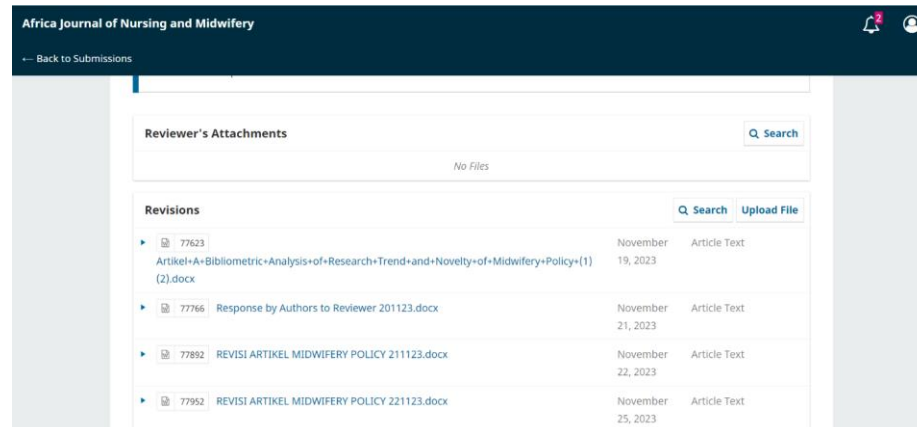 Africa Journal of Nursing and Midwifery
2
← Back to Submissions
Reviewer's Attachments
Search
No Files
Revisions
Search Upload File
77623 November Article Text
Artikel+A+Bibliometric+Analysis+of+Research+Trend+and+Novelty+of+Midwifery+Policy+(1) 19, 2023
(2).docx
77766 Response by Authors to Reviewer 201123.docx November Article Text
21, 2023
77892 REVISI ARTIKEL MIDWIFERY POLICY 211123.docx November Article Text
22, 2023
77952 REVISI ARTIKEL MIDWIFERY POLICY 221123.docx November Article Text
25, 2023